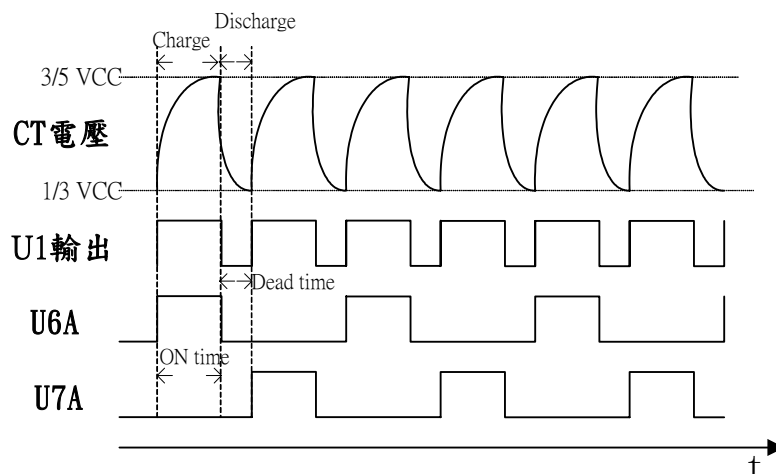 Discharge
Charge
3/5 VCC
CT電壓
1/3 VCC
U1輸出
Dead time
U6A
ON time
U7A
t